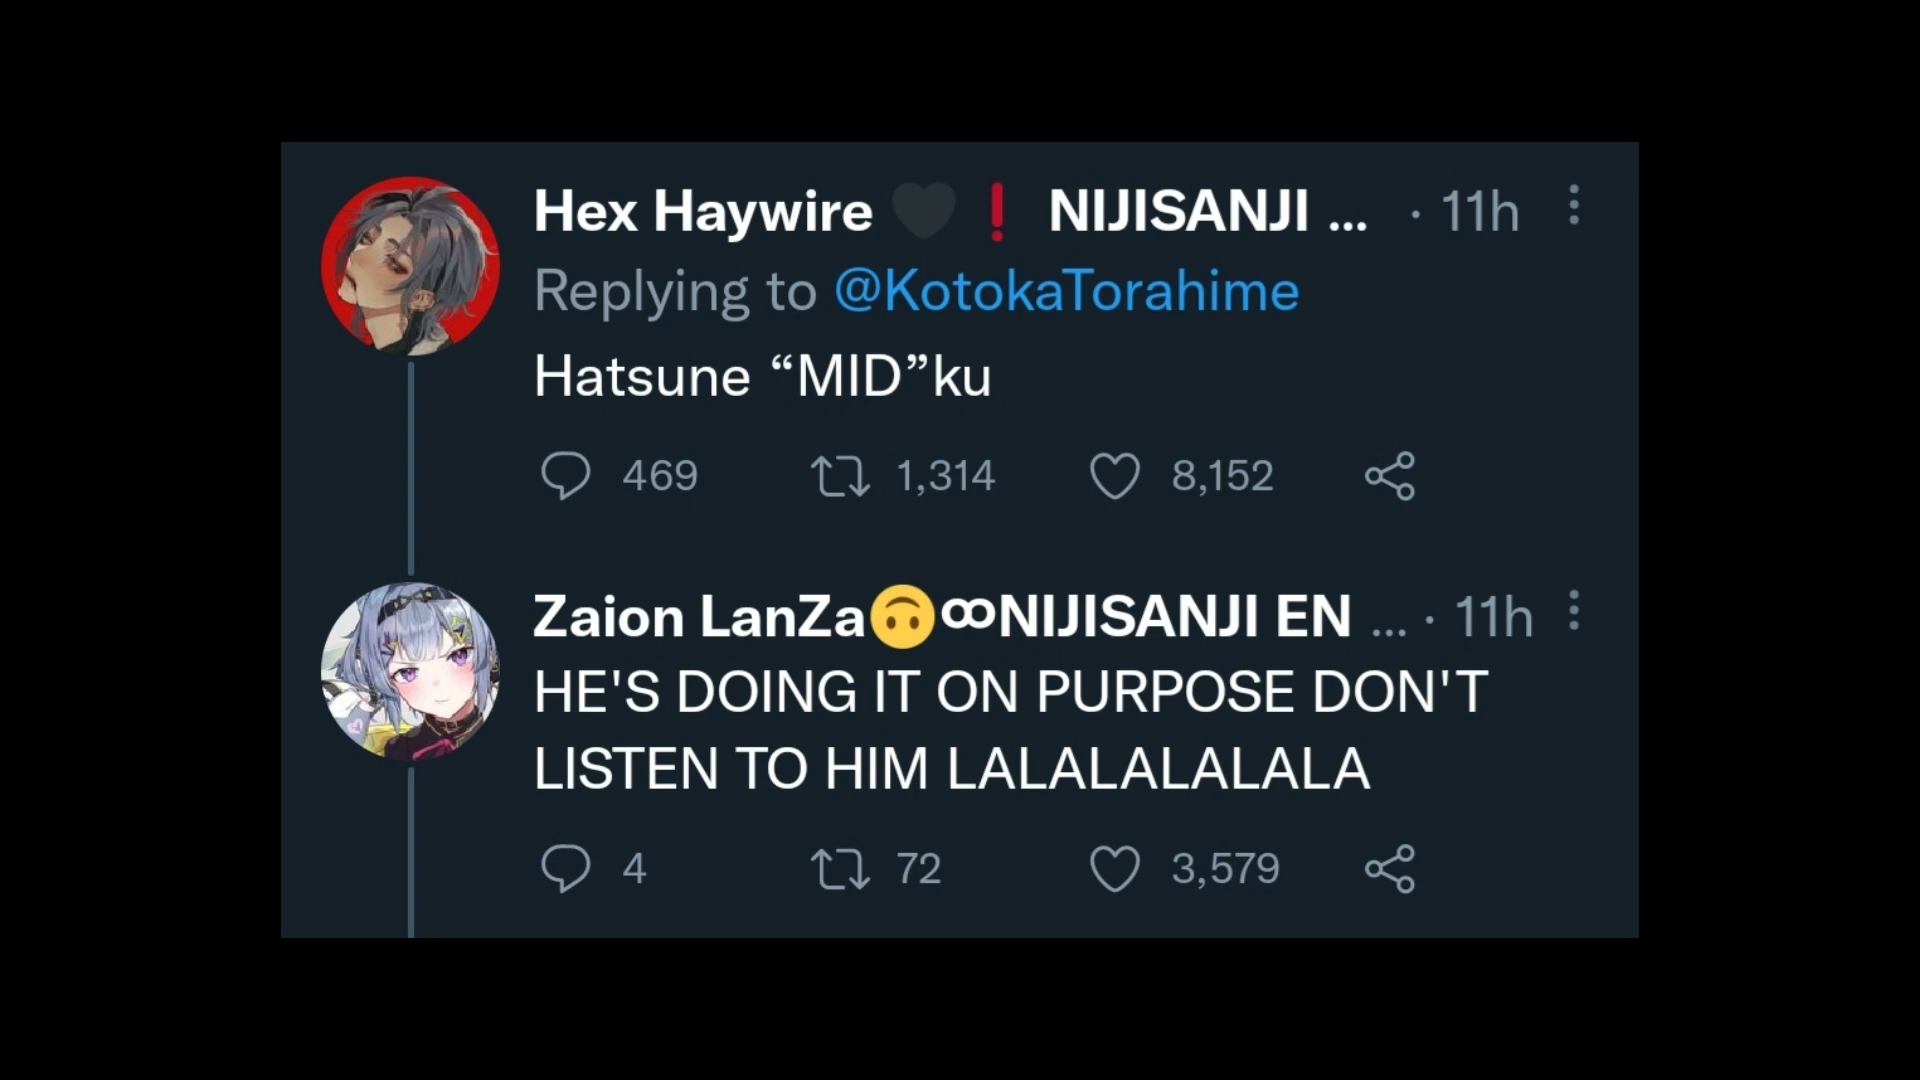 Hex Haywire 🖤❗ NIJISANJI ... · 11h
Replying to @KotokaTorahime
Hatsune “MID”ku
469 1,314 8,152
Zaion LanZa🙃∞NIJISANJI EN ... · 11h
HE'S DOING IT ON PURPOSE DON'T
LISTEN TO HIM LALALALALALA
4 72 3,579